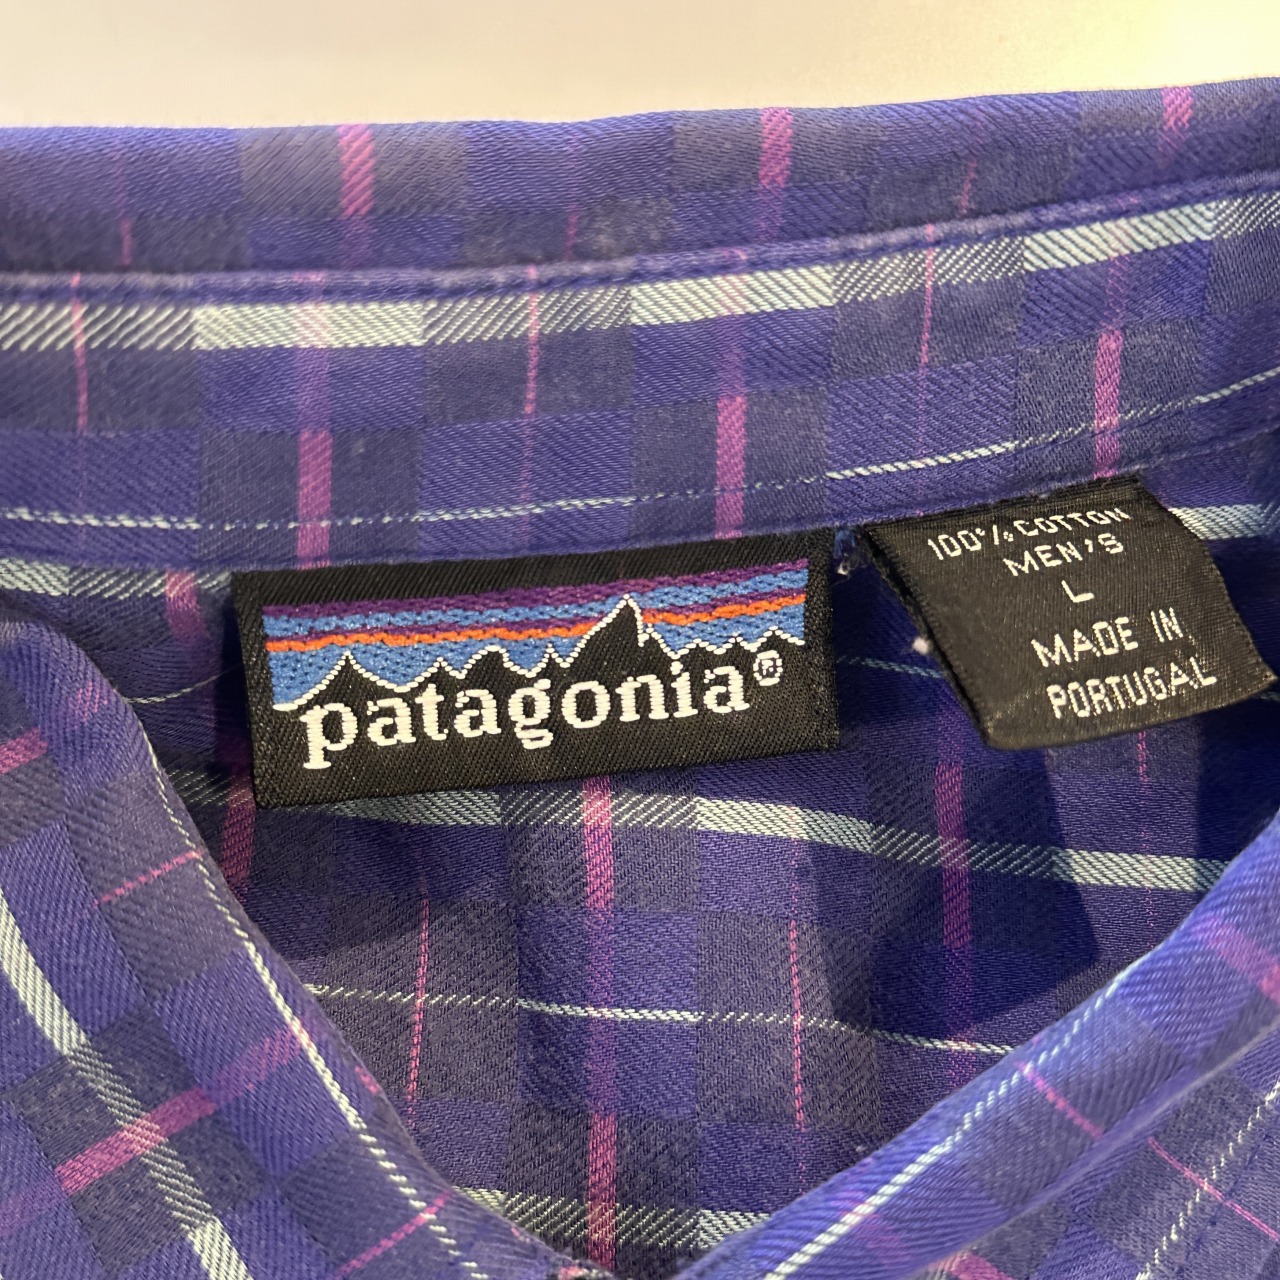 patagonia®
100% COTTON
MEN'S
L
MADE IN
PORTUGAL